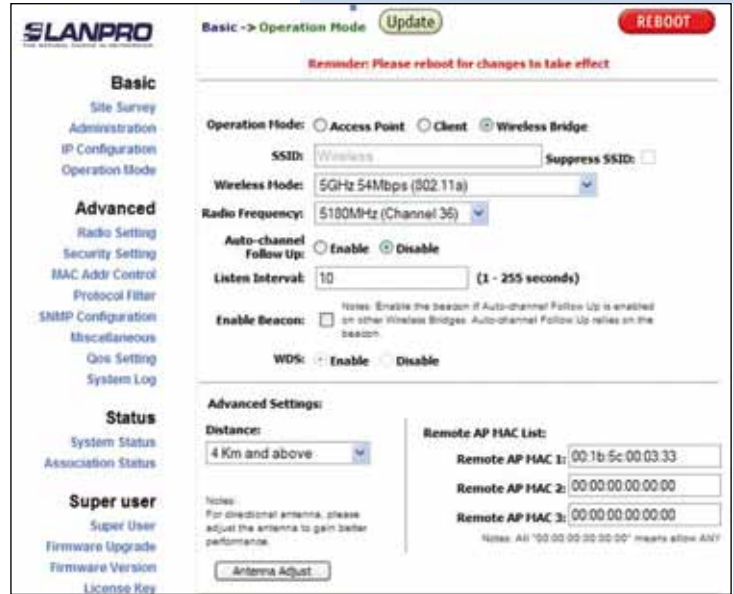 LANPRO
Basic -> Operation Mode
Update
REBOOT
Reminder: Please reboot for changes to take effect
Basic
Site Survey
Administration
IP Configuration
Operation Mode
Advanced
Radio Setting
Security Setting
MAC Addr Control
Protocol Filter
SNMP Configuration
Miscellaneous
Qos Setting
System Log
Status
System Status
Association Status
Super user
Super User
Firmware Upgrade
Firmware Version
License Key
Operation Mode: Access Point Client Wireless Bridge
SSID: Wireless Suppress SSID:
Wireless Mode: 5GHz 54Mbps (802.11a)
Radio Frequency: 5180MHz (Channel 36)
Auto-channel
Follow Up: Enable Disable
Listen Interval: 10 (1 - 255 seconds)
Enable Beacon:
Notes: Enable the beacon if Auto-channel Follow Up is enabled
on other Wireless Bridges. Auto-channel Follow Up relies on the
beacon.
WDS: Enable Disable
Advanced Settings:
Distance:
4 Km and above
Notes:
For directional antenna, please
adjust the antenna to gain better
performance.
Antenna Adjust
Remote AP MAC List:
Remote AP MAC 1: 00:1b:5c:00:03:33
Remote AP MAC 2: 00:00:00:00:00:00
Remote AP MAC 3: 00:00:00:00:00:00
Notes: All "00:00:00:00:00:00" means allow ANY